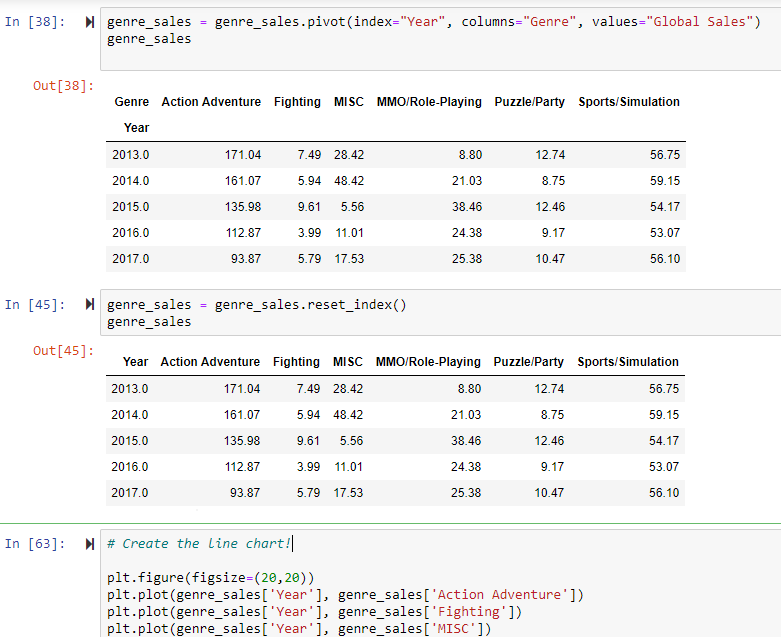 In [38]: genre_sales = genre_sales.pivot(index="Year", columns="Genre", values="Global Sales")
genre_sales
Out[38]:
Genre Action Adventure Fighting MISC MMO/Role-Playing Puzzle/Party Sports/Simulation
Year
2013.0 171.04 7.49 28.42 8.80 12.74 56.75
2014.0 161.07 5.94 48.42 21.03 8.75 59.15
2015.0 135.98 9.61 5.56 38.46 12.46 54.17
2016.0 112.87 3.99 11.01 24.38 9.17 53.07
2017.0 93.87 5.79 17.53 25.38 10.47 56.10
In [45]: genre_sales = genre_sales.reset_index()
genre_sales
Out[45]:
Year Action Adventure Fighting MISC MMO/Role-Playing Puzzle/Party Sports/Simulation
2013.0 171.04 7.49 28.42 8.80 12.74 56.75
2014.0 161.07 5.94 48.42 21.03 8.75 59.15
2015.0 135.98 9.61 5.56 38.46 12.46 54.17
2016.0 112.87 3.99 11.01 24.38 9.17 53.07
2017.0 93.87 5.79 17.53 25.38 10.47 56.10
In [63]: # Create the line chart!
plt.figure(figsize=(20,20))
plt.plot(genre_sales['Year'], genre_sales['Action Adventure'])
plt.plot(genre_sales['Year'], genre_sales['Fighting'])
plt.plot(genre_sales['Year'], genre_sales['MISC'])